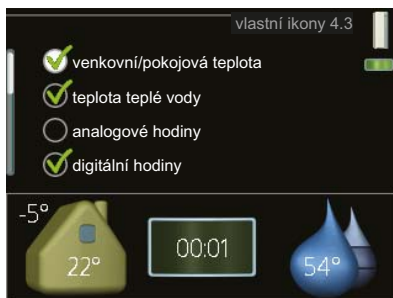 vlastní ikony 4.3
venkovní/pokojová teplota
teplota teplé vody
analogové hodiny
digitální hodiny
-5°
22°
00:01
54°